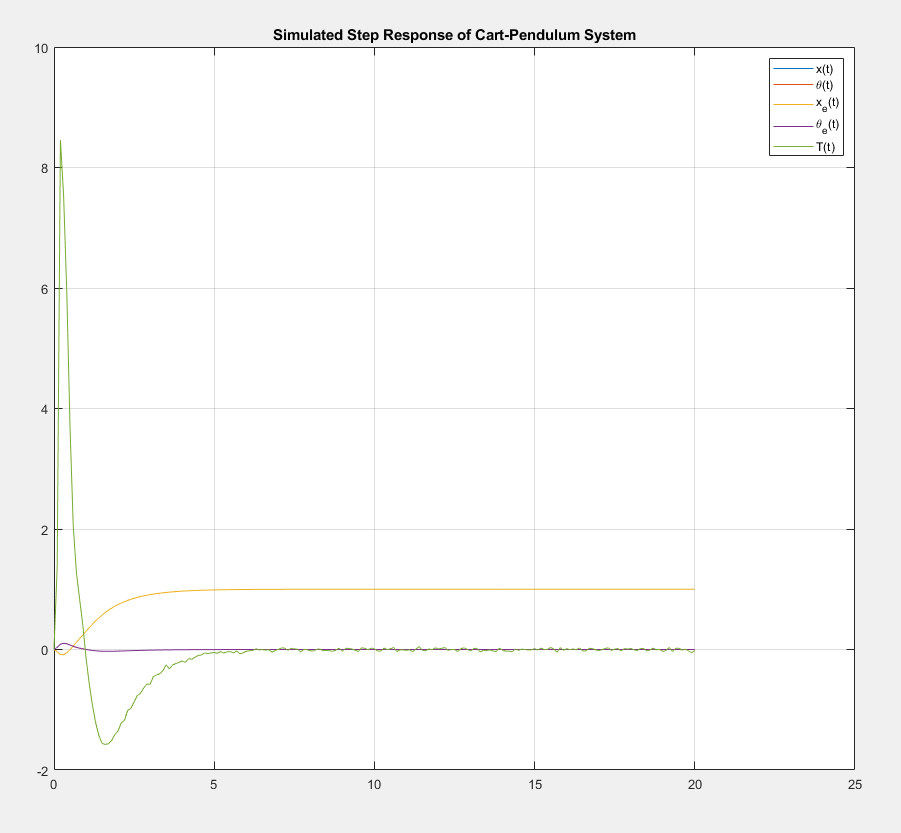 Simulated Step Response of Cart-Pendulum System
10
8
6
4
2
0
-2
0 5 10 15 20 25
x(t)
θ(t)
x_e(t)
θ_e(t)
T(t)